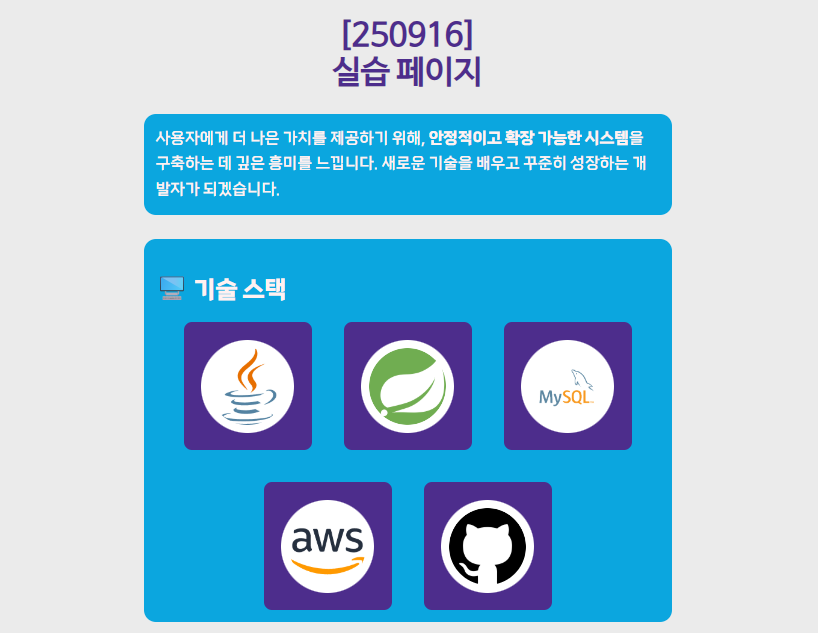 [250916]
실습 페이지
사용자에게 더 나은 가치를 제공하기 위해, 안정적이고 확장 가능한 시스템을
구축하는 데 깊은 흥미를 느낍니다. 새로운 기술을 배우고 꾸준히 성장하는 개
발자가 되겠습니다.
기술 스택
MySQL
aws